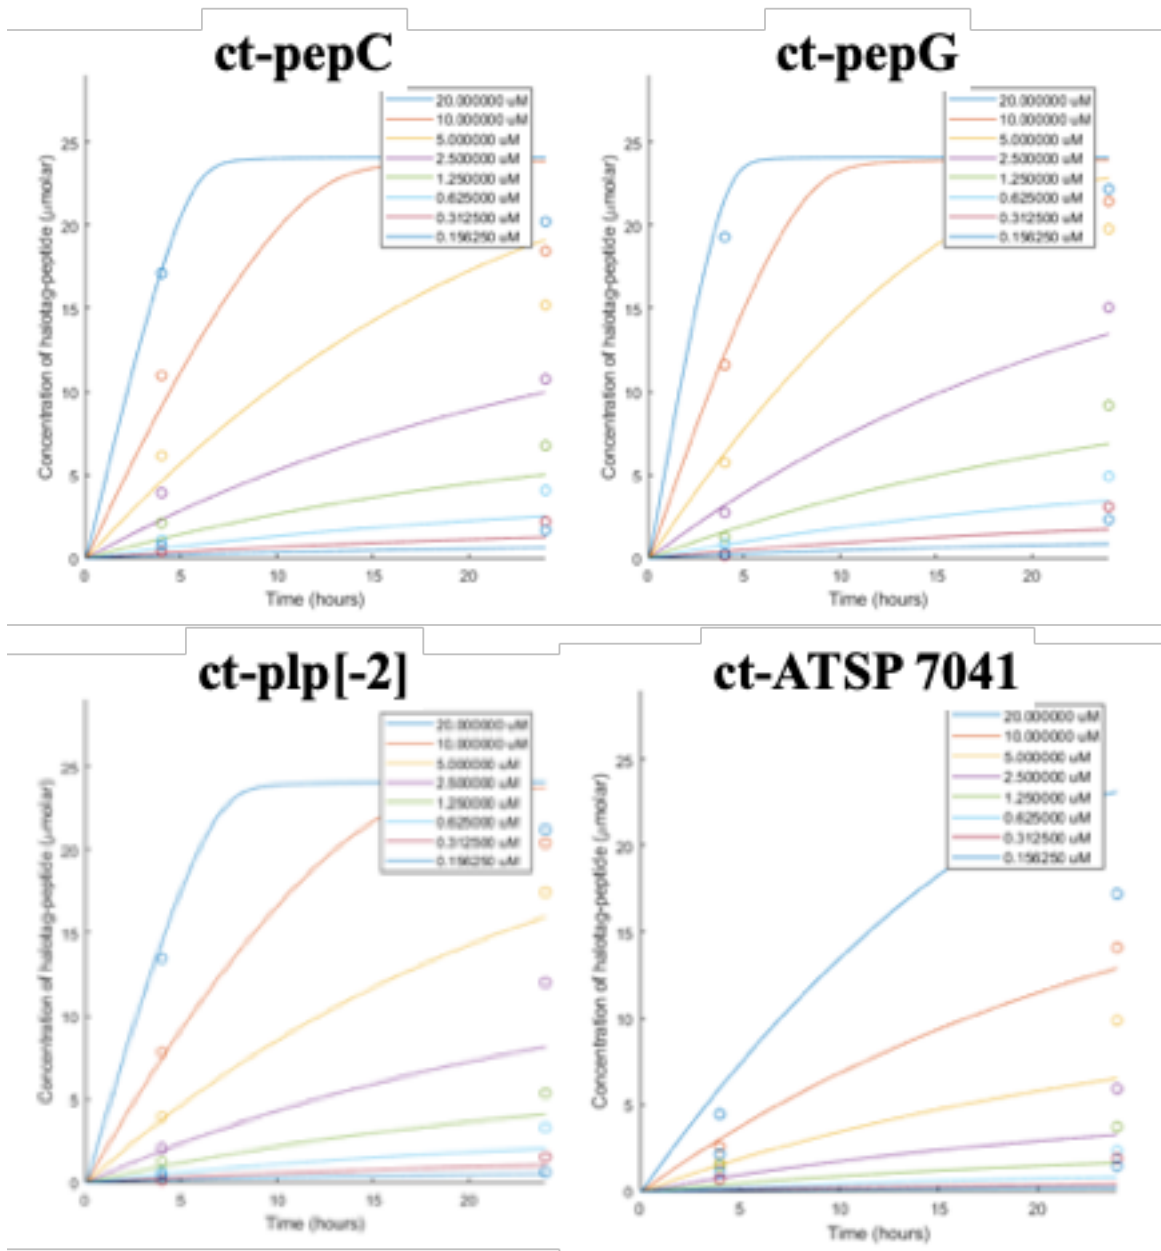 ct-pepC
20.000000 uM
10.000000 uM
5.000000 uM
2.500000 uM
1.250000 uM
0.625000 uM
0.312500 uM
0.156250 uM
25
20
15
10
5
0
Concentration of halotag-peptide (μmolar)
0 5 10 15 20
Time (hours)
ct-pepG
20.000000 uM
10.000000 uM
5.000000 uM
2.500000 uM
1.250000 uM
0.625000 uM
0.312500 uM
0.156250 uM
25
20
15
10
5
0
Concentration of halotag-peptide (μmolar)
0 5 10 15 20
Time (hours)
ct-plp[-2]
20.000000 uM
10.000000 uM
5.000000 uM
2.500000 uM
1.250000 uM
0.625000 uM
0.312500 uM
0.156250 uM
25
20
15
10
5
0
Concentration of halotag-peptide (μmolar)
0 5 10 15 20
Time (hours)
ct-ATSP 7041
20.000000 uM
10.000000 uM
5.000000 uM
2.500000 uM
1.250000 uM
0.625000 uM
0.312500 uM
0.156250 uM
25
20
15
10
5
0
Concentration of halotag-peptide (μmolar)
0 5 10 15 20
Time (hours)